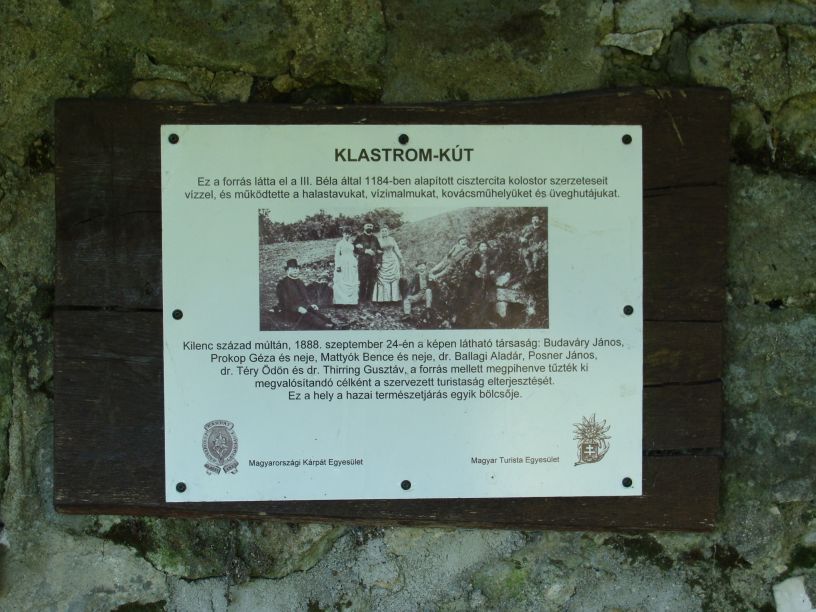 KLASTROM-KÚT
Ez a forrás látta el a III. Béla által 1184-ben alapított cisztercita kolostor szerzeteseit
vízzel, és működtette a halastavukat, vízimalmukat, kovácsműhelyüket és üveghutájukat.
Kilenc század múltán, 1888. szeptember 24-én a képen látható társaság: Budaváry János,
Prokop Géza és neje, Mattyók Bence és neje, dr. Ballagi Aladár, Posner János,
dr. Téry Ödön és dr. Thirring Gusztáv, a forrás mellett megpihenve tűzték ki
megvalósítandó célként a szervezett turistaság elterjesztését.
Ez a hely a hazai természetjárás egyik bölcsője.
Magyarországi Kárpát Egyesület
Magyar Turista Egyesület